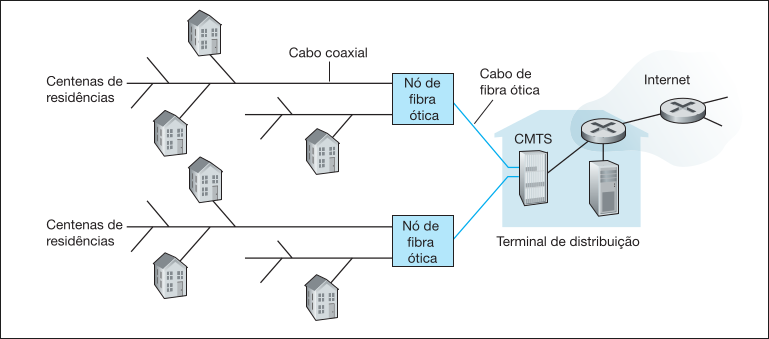 Cabo coaxial
Centenas de
residências
Nó de
fibra
ótica
Cabo de
fibra ótica
Internet
CMTS
Centenas de
residências
Nó de
fibra
ótica
Terminal de distribuição